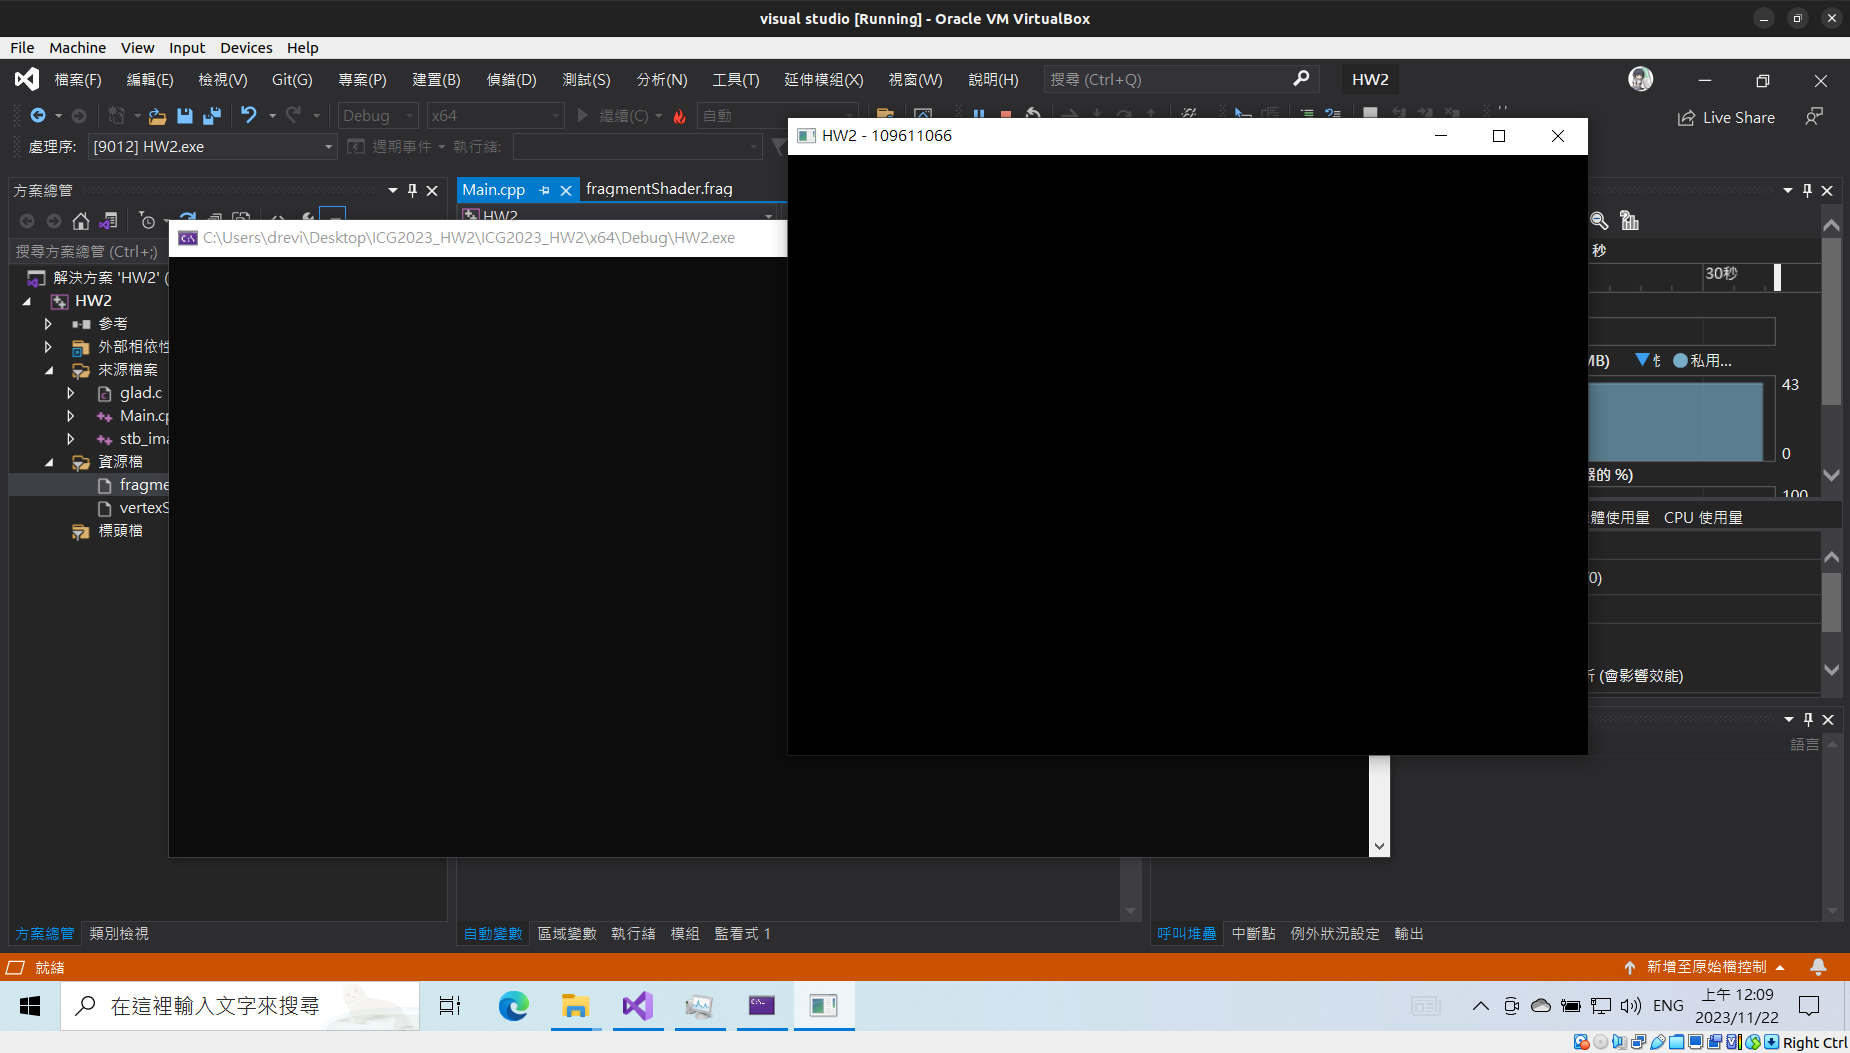 visual studio [Running] - Oracle VM VirtualBox
File Machine View Input Devices Help
檔案(F) 編輯(E) 檢視(V) Git(G) 專案(P) 建置(B) 偵錯(D) 測試(S) 分析(N) 工具(T) 延伸模組(X) 視窗(W) 說明(H) 搜尋 (Ctrl+Q) HW2
Debug x64 繼續(C) 自動 Live Share
處理序: [9012] HW2.exe 週期事件 執行緒:
HW2 - 109611066
方案總管
Main.cpp fragmentShader.frag
HW2
C:\Users\drevi\Desktop\ICG2023_HW2\ICG2023_HW2\x64\Debug\HW2.exe
搜尋方案總管 (Ctrl+;)
解決方案 'HW2' (
HW2
參考
外部相依性
來源檔案
glad.c
Main.cp
stb_ima
資源檔
fragme
vertexS
標頭檔
秒
30秒
MB) 私用...
43
0
器的 %)
100
體使用量 CPU 使用量
0)
(會影響效能)
語言
方案總管 類別檢視
自動變數 區域變數 執行緒 模組 監看式 1
呼叫堆疊 中斷點 例外狀況設定 輸出
就緒
新增至原始檔控制
在這裡輸入文字來搜尋
ENG
上午 12:09
2023/11/22
Right Ctrl